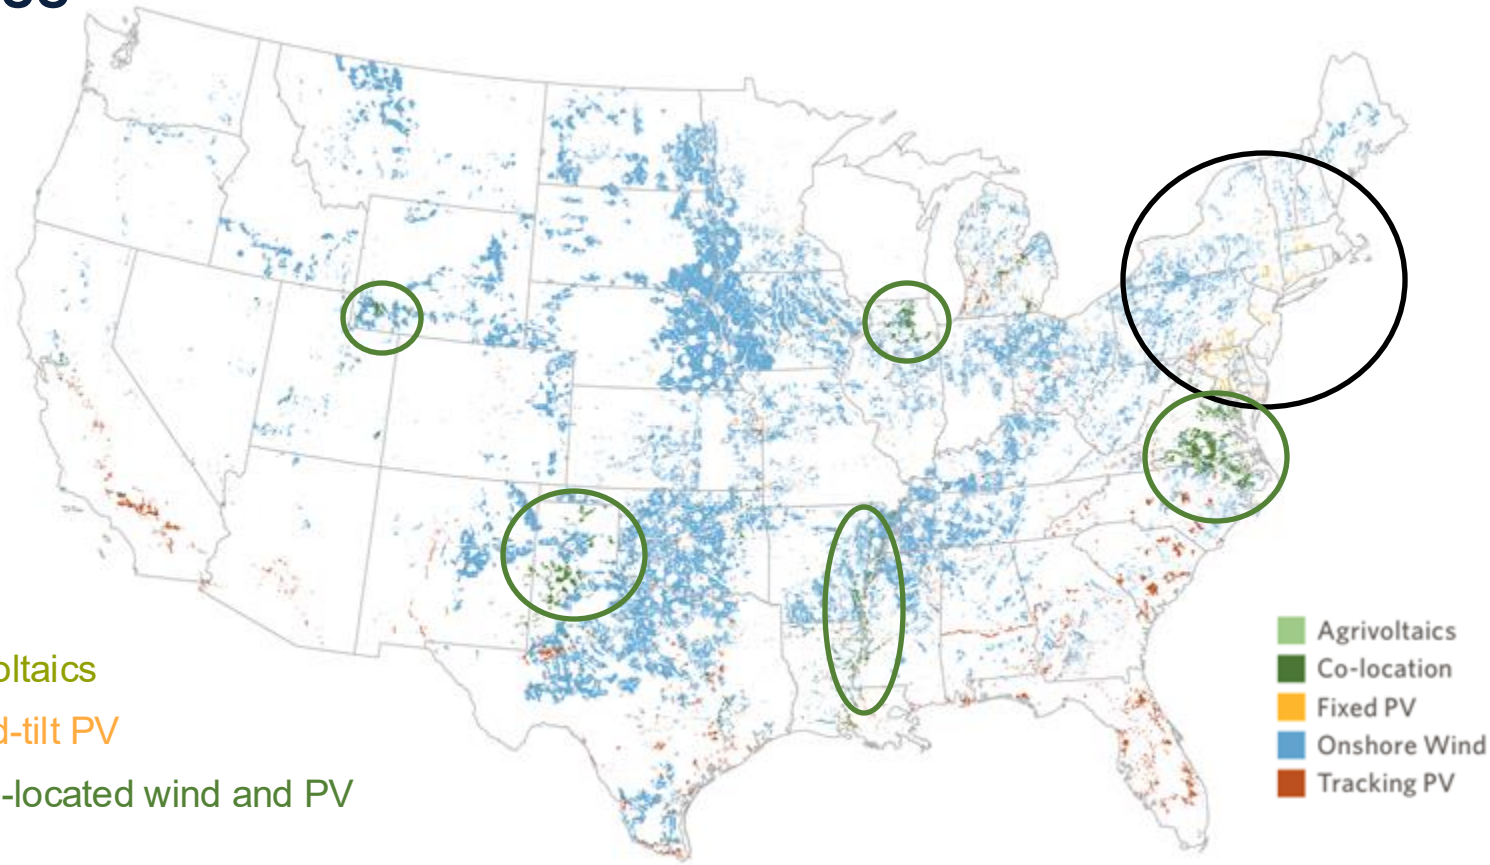 oltaics
d-tilt PV
-located wind and PV
Agrivoltaics
Co-location
Fixed PV
Onshore Wind
Tracking PV